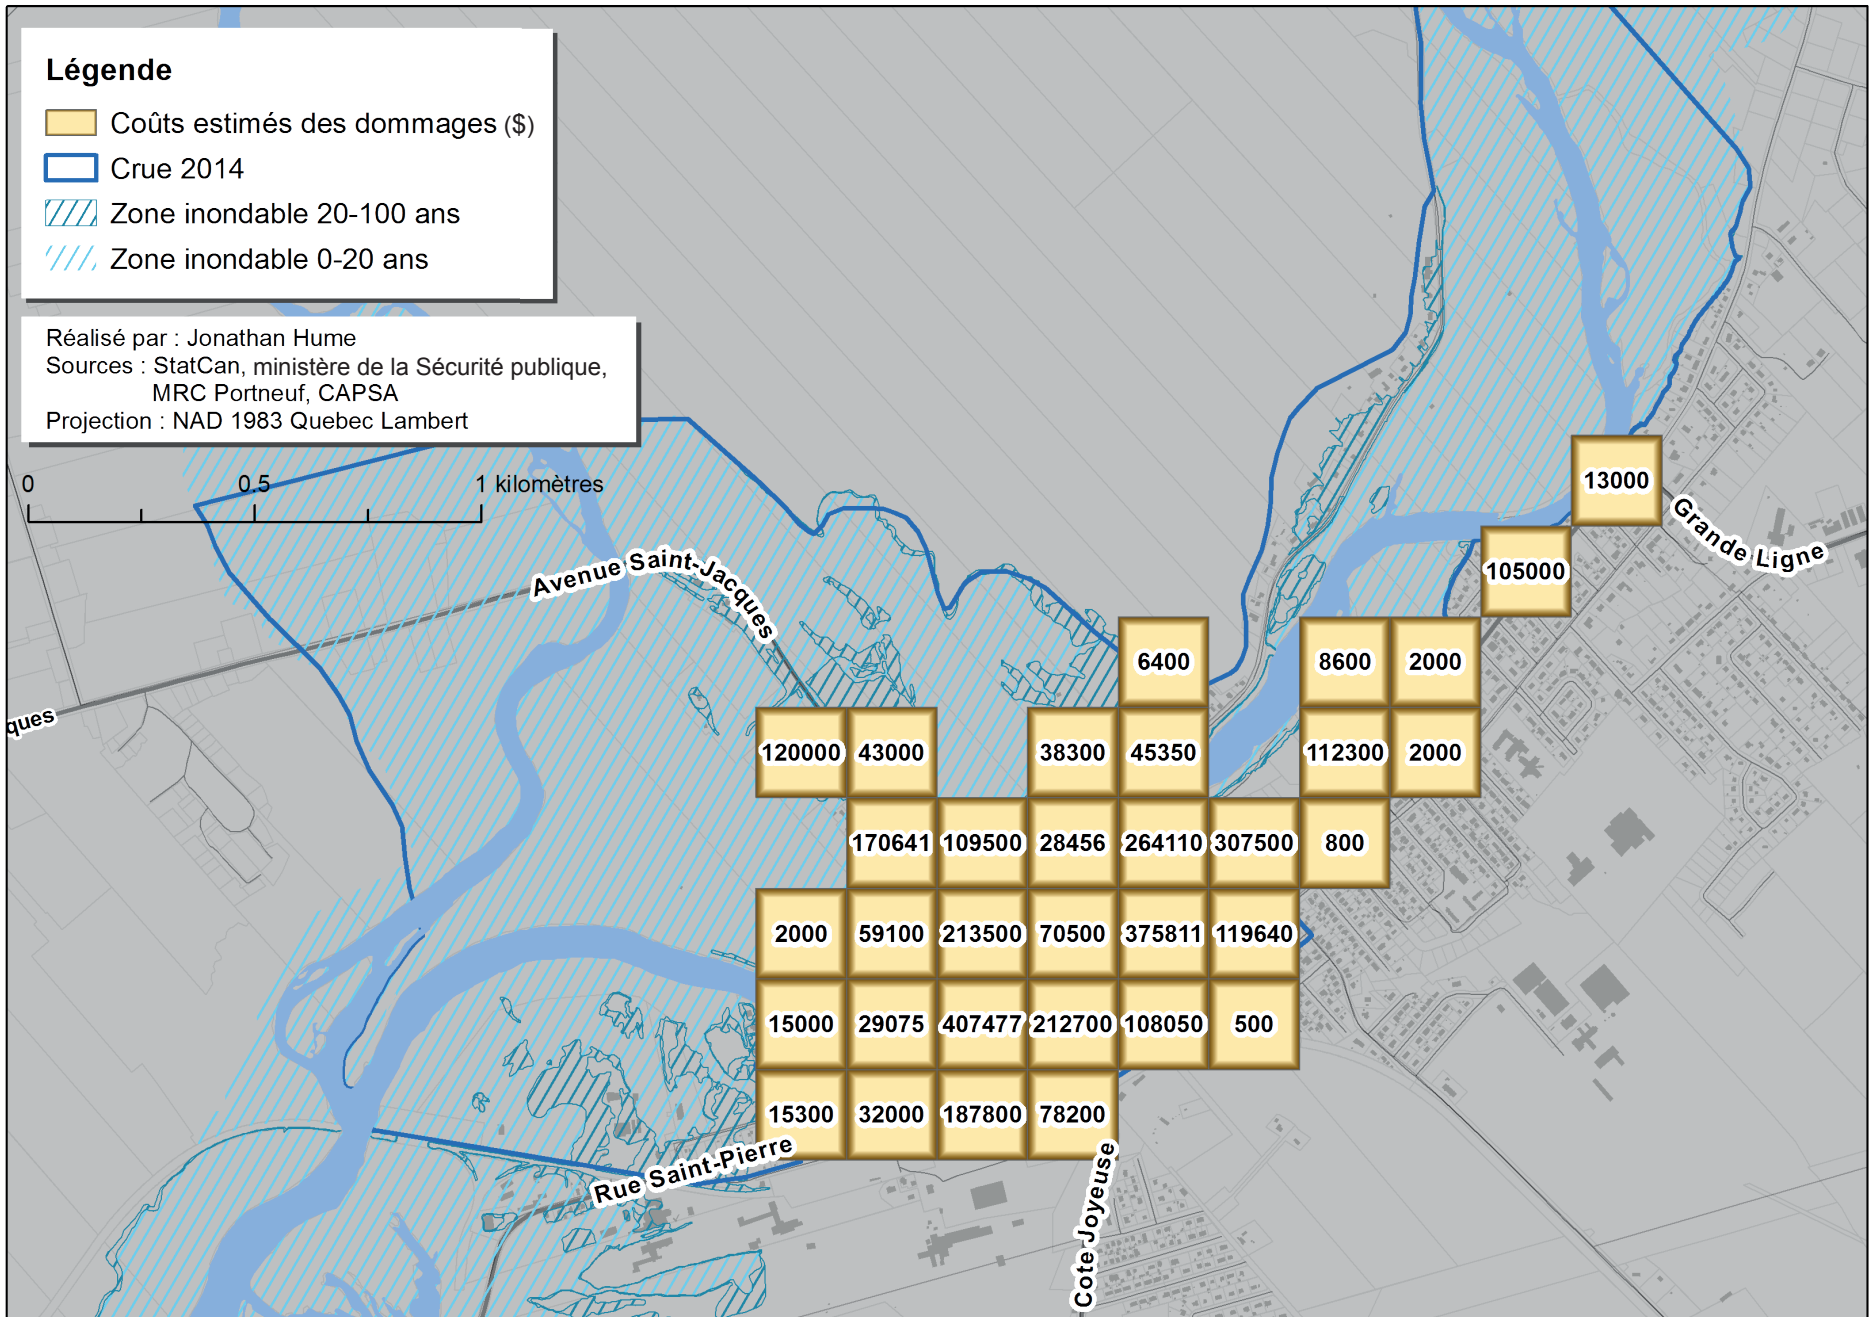 Légende
Coûts estimés des dommages ($)
Crue 2014
Zone inondable 20-100 ans
Zone inondable 0-20 ans
Réalisé par : Jonathan Hume
Sources : StatCan, ministère de la Sécurité publique,
MRC Portneuf, CAPSA
Projection : NAD 1983 Quebec Lambert
0 0.5 1 kilomètres
13000
Grande Ligne
105000
Avenue Saint-Jacques
6400 8600 2000
ques
120000 43000 38300 45350 112300 2000
170641 109500 28456 264110 307500 800
2000 59100 213500 70500 375811 119640
15000 29075 407477 212700 108050 500
15300 32000 187800 78200
Rue Saint-Pierre
Cote Joyeuse